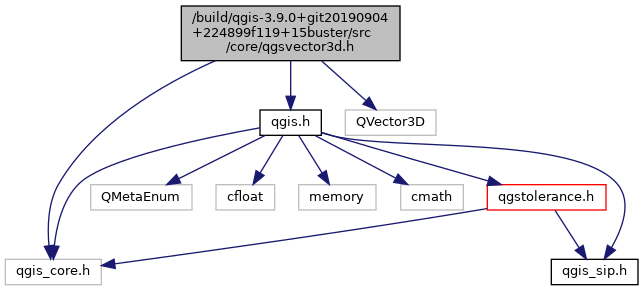 /build/qgis-3.9.0+git20190904
+224899f119+15buster/src
/core/qgsvector3d.h
qgis.h
QVector3D
QMetaEnum
cfloat
memory
cmath
qgstolerance.h
qgis_core.h
qgis_sip.h